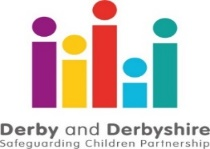 Derby and Derbyshire
Safeguarding Children Partnership